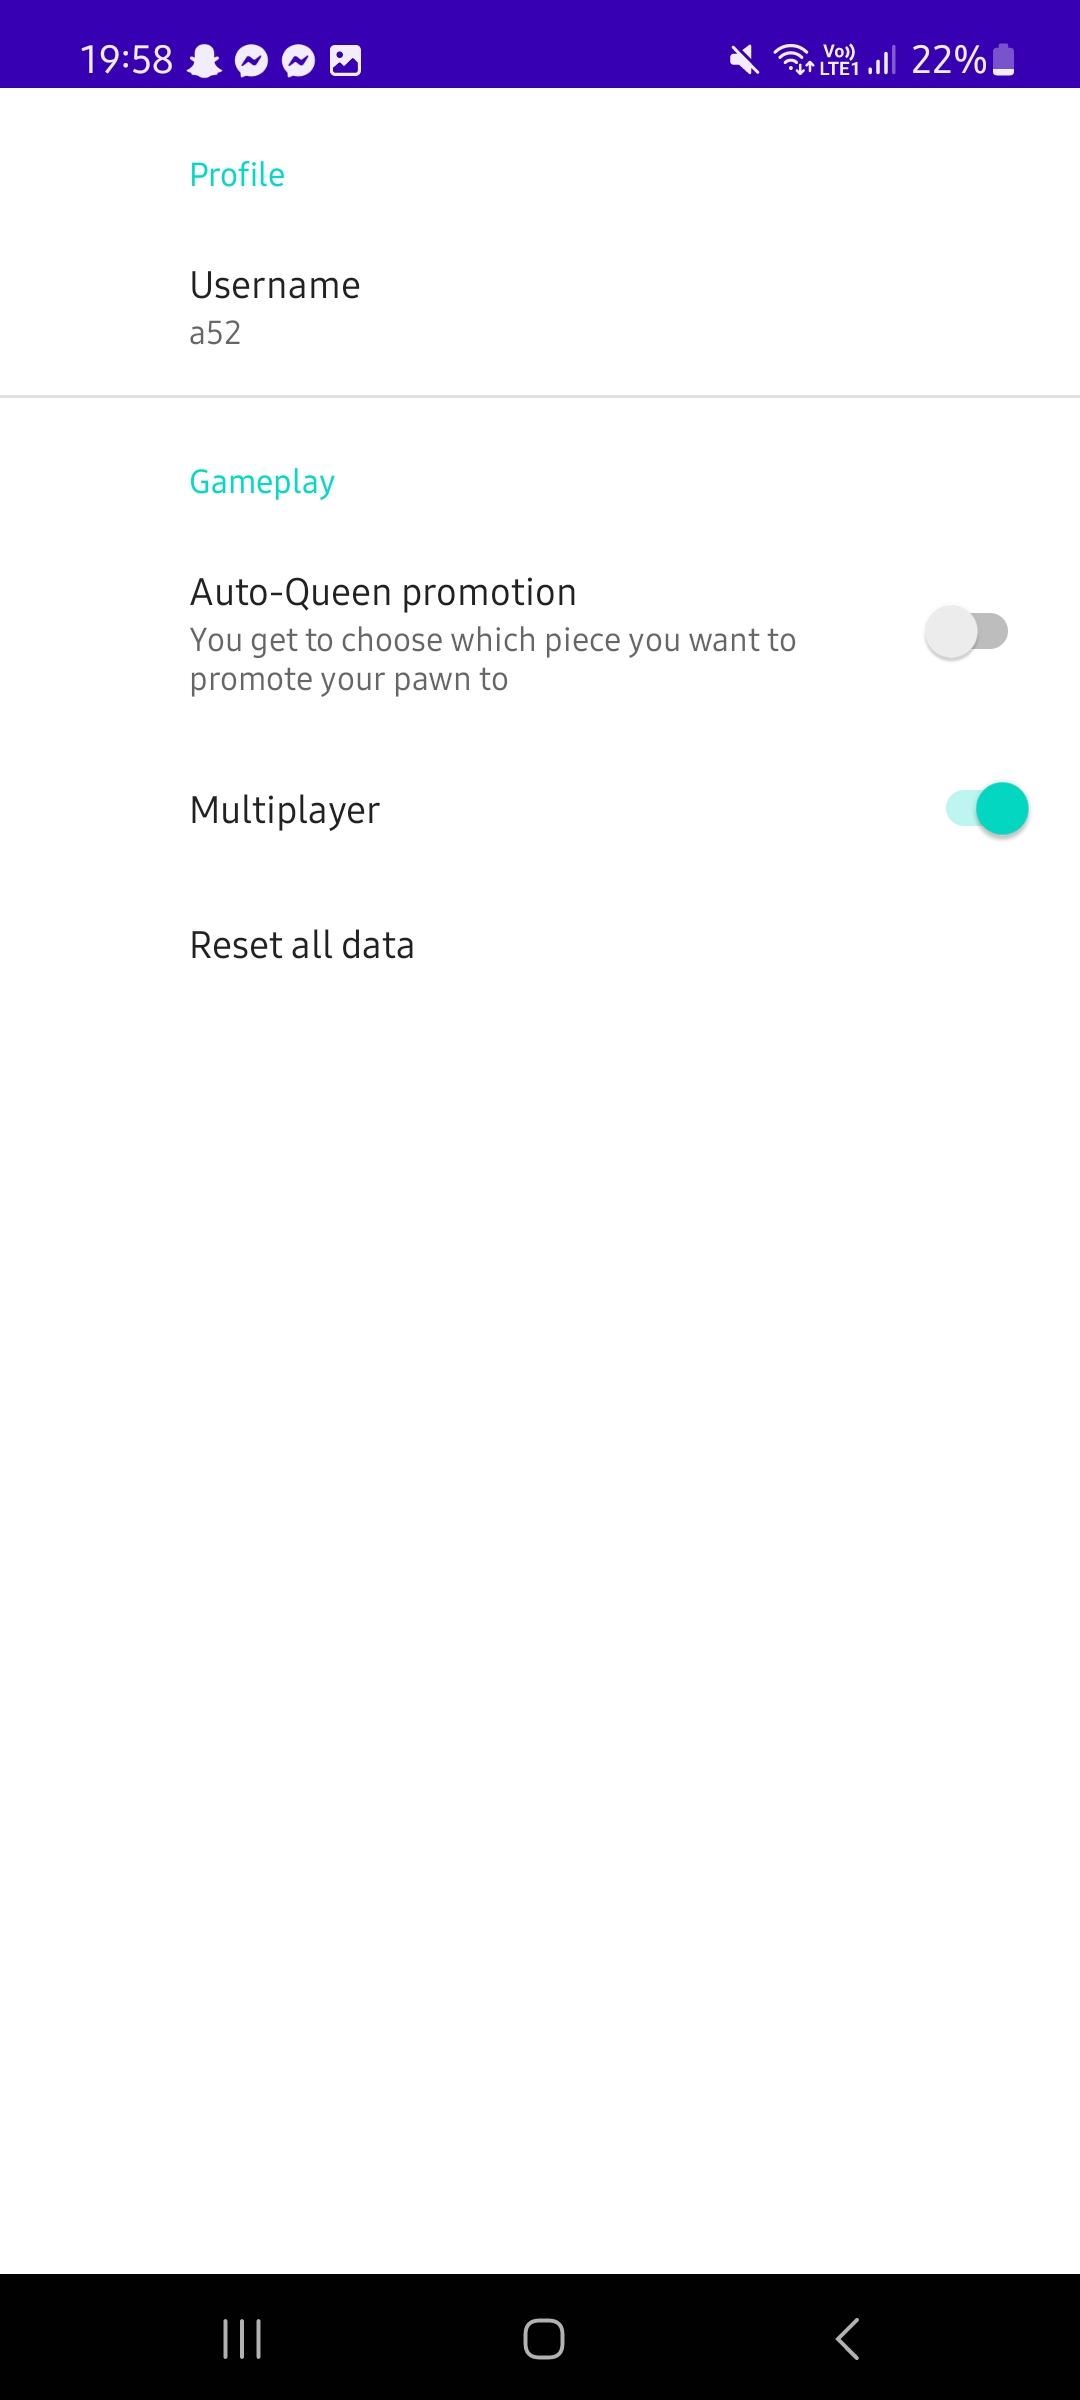 19:58 Vo)) LTE1 22%
Profile
Username
a52
Gameplay
Auto-Queen promotion
You get to choose which piece you want to
promote your pawn to
Multiplayer
Reset all data